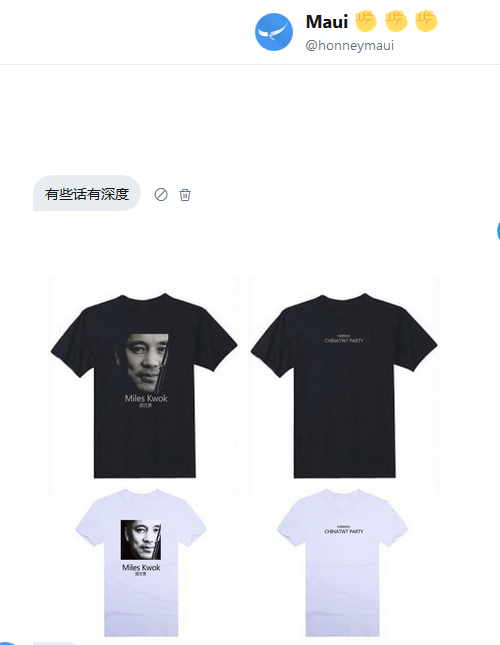 Maui ✊✊✊
@honneymaui
有些话有深度
Miles Kwok
郭文贵
CHINATWT PARTY
Miles Kwok
郭文贵
CHINATWT PARTY